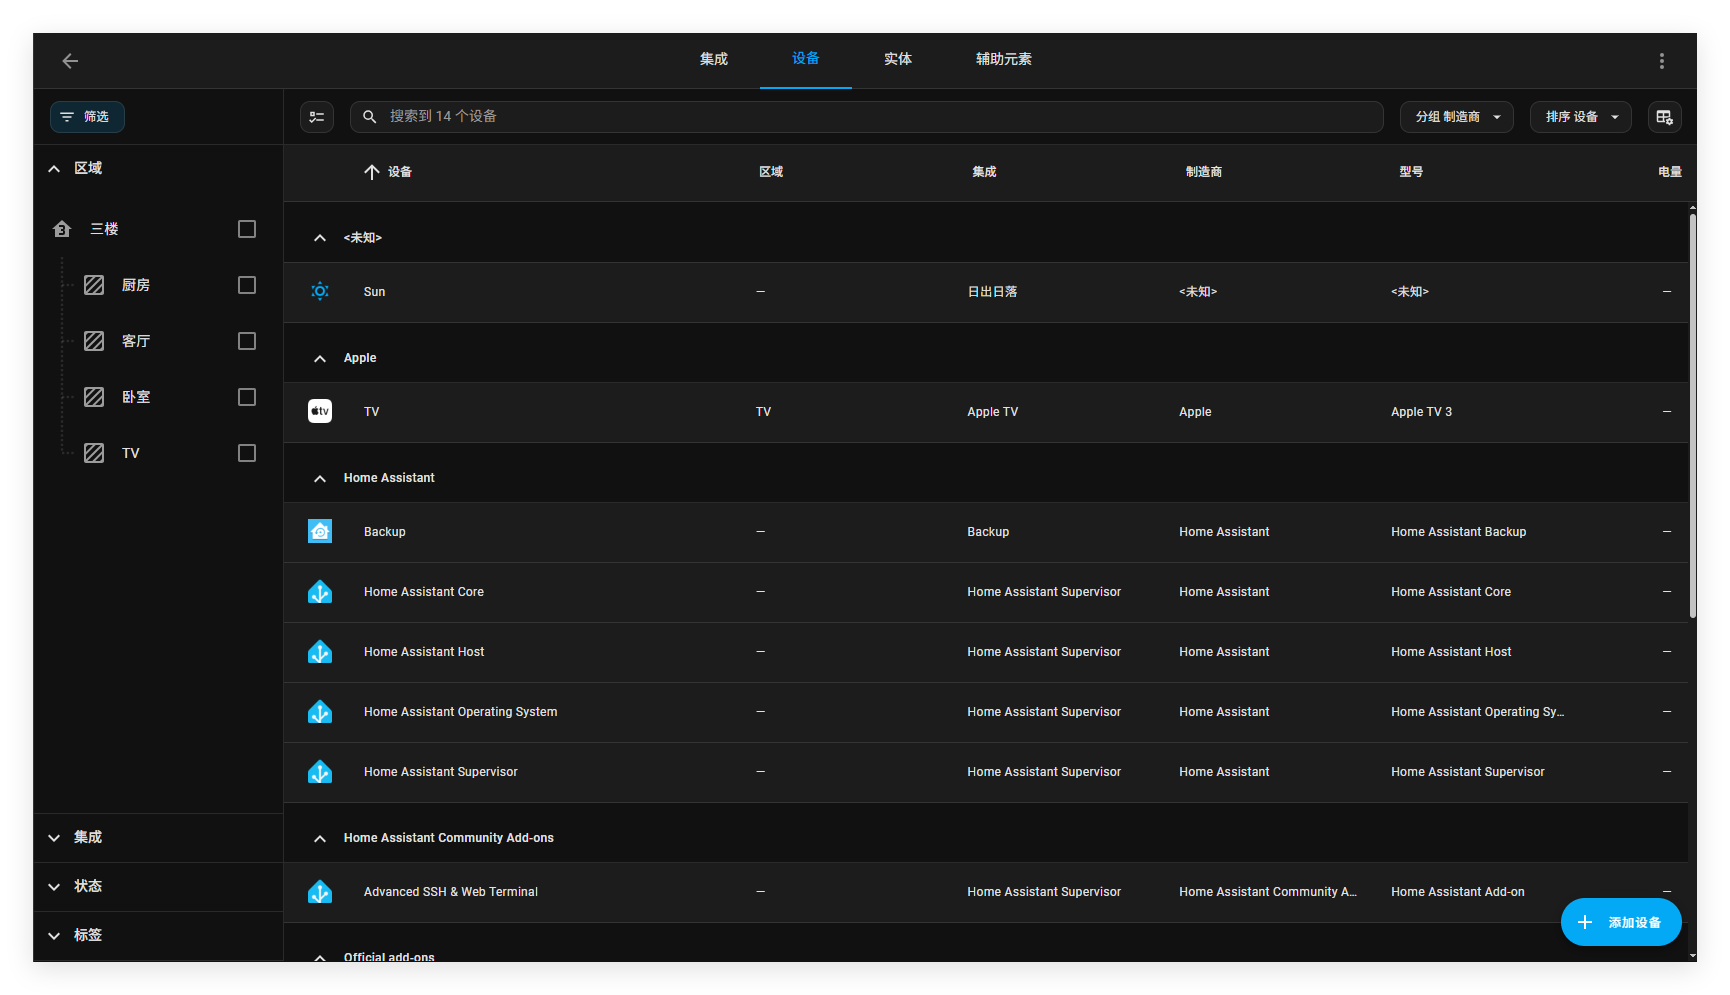 集成 设备 实体 辅助元素
筛选
搜索到 14 个设备
分组 制造商
排序 设备
区域
三楼
厨房
客厅
卧室
TV
集成
状态
标签
设备 区域 集成 制造商 型号 电量
<未知>
Sun — 日出日落 <未知> <未知> —
Apple
tv TV TV Apple TV Apple Apple TV 3 —
Home Assistant
Backup — Backup Home Assistant Home Assistant Backup —
Home Assistant Core — Home Assistant Supervisor Home Assistant Home Assistant Core —
Home Assistant Host — Home Assistant Supervisor Home Assistant Home Assistant Host —
Home Assistant Operating System — Home Assistant Supervisor Home Assistant Home Assistant Operating Sy... —
Home Assistant Supervisor — Home Assistant Supervisor Home Assistant Home Assistant Supervisor —
Home Assistant Community Add-ons
Advanced SSH & Web Terminal — Home Assistant Supervisor Home Assistant Community A... Home Assistant Add-on —
添加设备
Official add-ons